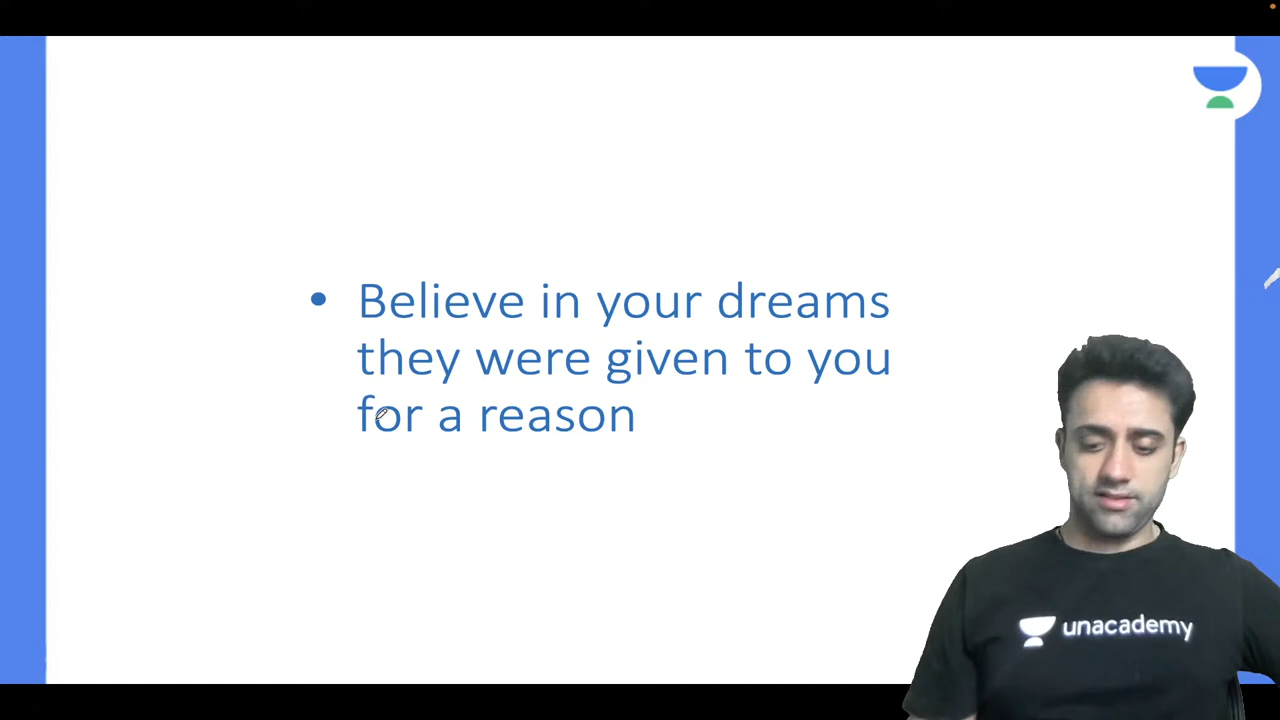 • Believe in your dreams
they were given to you
for a reason
unacademy